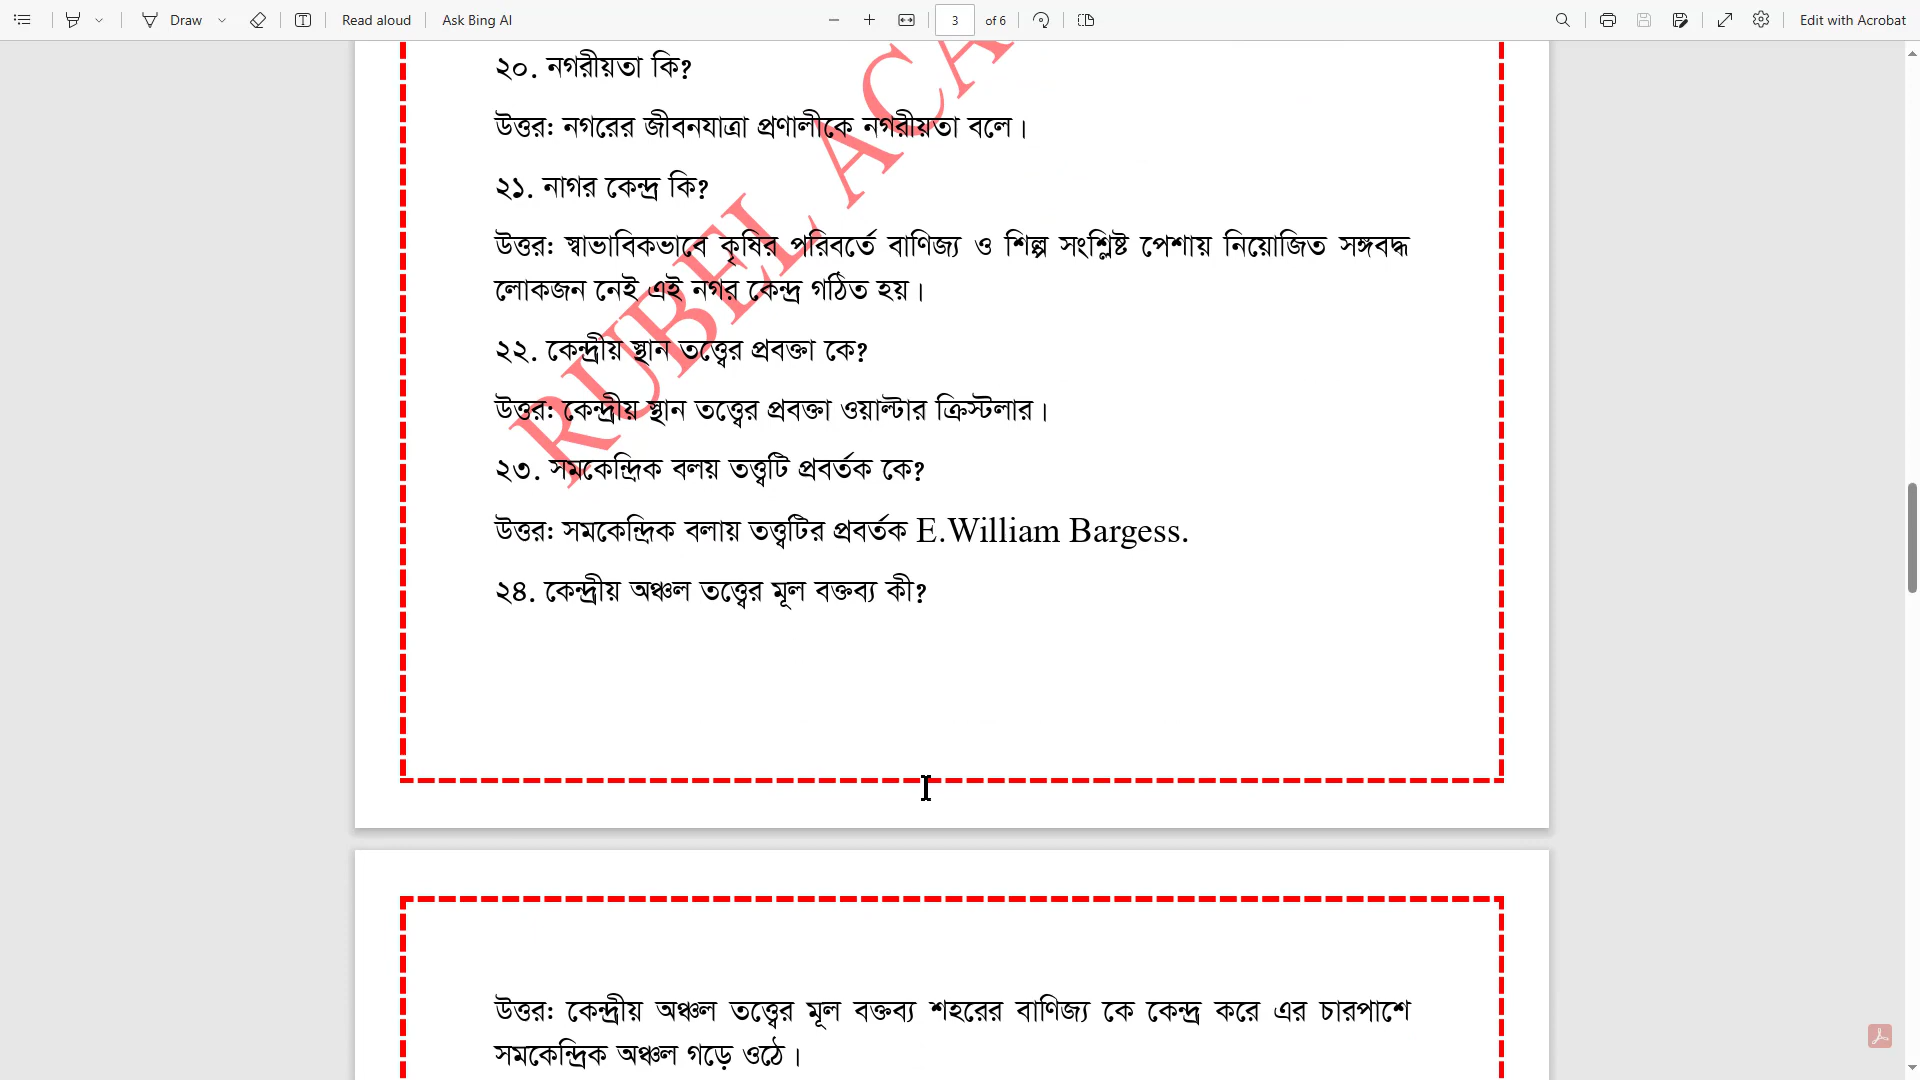 Draw
Read aloud
Ask Bing AI
3
of 6
Edit with Acrobat
২০. নগরীয়তা কি?
উত্তর: নগরের জীবনযাত্রা প্রণালীকে নগরীয়তা বলে।
২১. নাগর কেন্দ্র কি?
উত্তর: স্বাভাবিকভাবে কৃষির পরিবর্তে বাণিজ্য ও শিল্প সংশ্লিষ্ট পেশায় নিয়োজিত সঙ্গবদ্ধ
লোকজন নেই এই নগর কেন্দ্র গঠিত হয়।
২২. কেন্দ্রীয় স্থান তত্ত্বের প্রবক্তা কে?
উত্তর: কেন্দ্রীয় স্থান তত্ত্বের প্রবক্তা ওয়াল্টার ক্রিস্টলার।
২৩. সমকেন্দ্রিক বলয় তত্ত্বটি প্রবর্তক কে?
উত্তর: সমকেন্দ্রিক বলায় তত্ত্বটির প্রবর্তক E.William Bargess.
২৪. কেন্দ্রীয় অঞ্চল তত্ত্বের মূল বক্তব্য কী?
RUBEL ACA
উত্তর: কেন্দ্রীয় অঞ্চল তত্ত্বের মূল বক্তব্য শহরের বাণিজ্য কে কেন্দ্র করে এর চারপাশে
সমকেন্দ্রিক অঞ্চল গড়ে ওঠে।